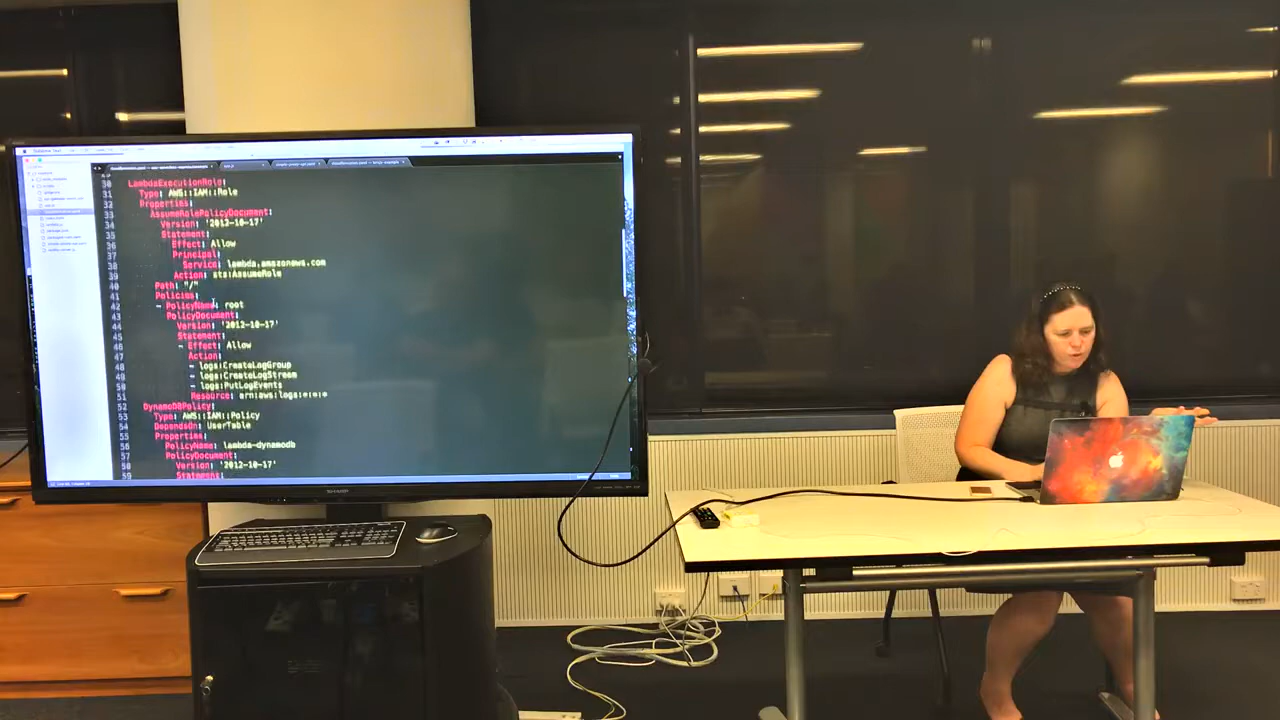 Sublime Text
30 LambdaExecutionRole:
31 Type: AWS::IAM::Role
32 Properties:
33 AssumeRolePolicyDocument:
34 Version: '2012-10-17'
35 Statement:
36 Effect: Allow
37 Principal:
38 Service: lambda.amazonaws.com
39 Action: sts:AssumeRole
40 Path: "/"
41 Policies:
42 - PolicyName: root
43 PolicyDocument:
44 Version: '2012-10-17'
45 Statement:
46 - Effect: Allow
47 Action:
48 - logs:CreateLogGroup
49 - logs:CreateLogStream
50 - logs:PutLogEvents
51 Resource: arn:aws:logs:*:*:*
52 DynamoDBPolicy:
53 Type: AWS::IAM::Policy
54 DependsOn: UserTable
55 Properties:
56 PolicyName: lambda-dynamodb
57 PolicyDocument:
58 Version: '2012-10-17'
59 Statement:
SHARP